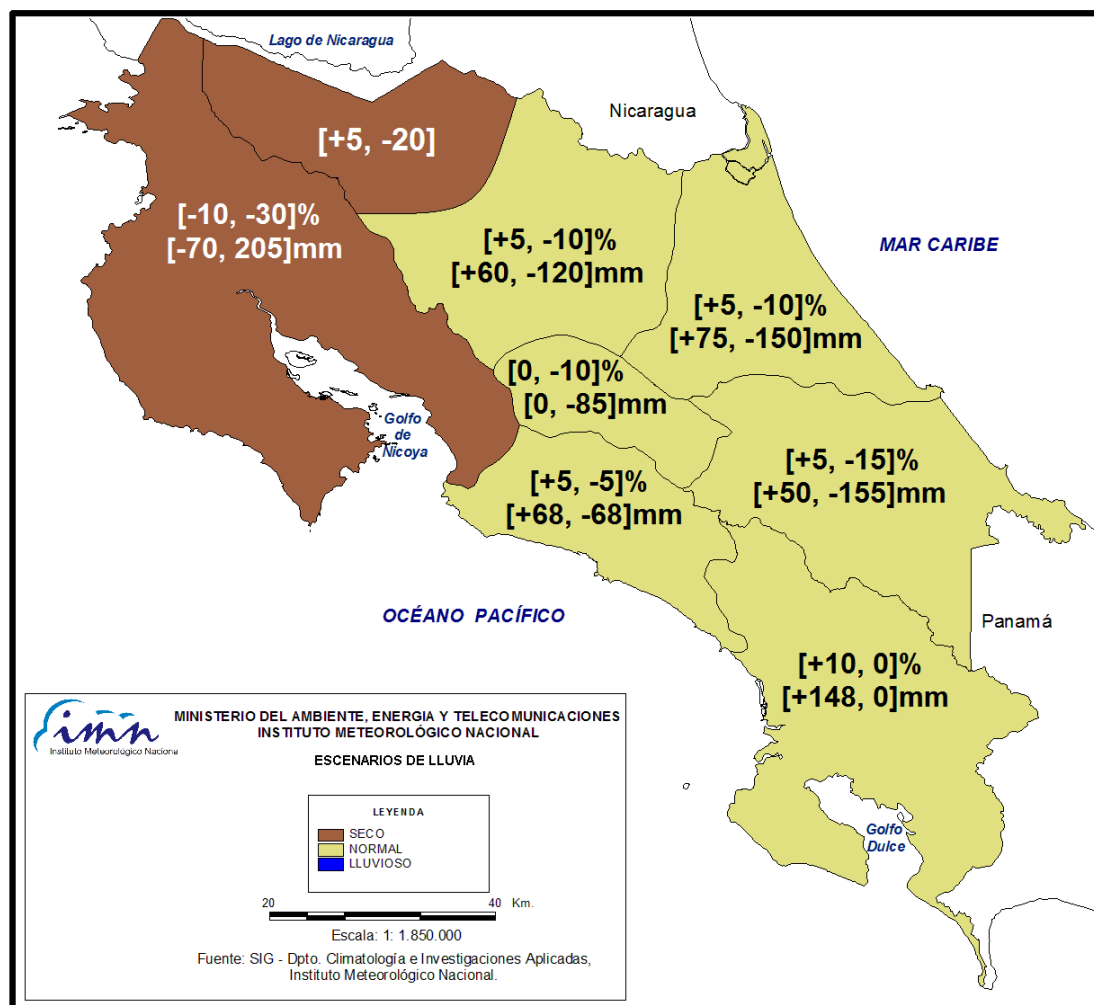 Lago de Nicaragua
Nicaragua
[+5, -20]
[-10, -30]%
[-70, 205]mm
[+5, -10]%
[+60, -120]mm
MAR CARIBE
[+5, -10]%
[+75, -150]mm
[0, -10]%
[0, -85]mm
Golfo
de
Nicoya
[+5, -15]%
[+50, -155]mm
[+5, -5]%
[+68, -68]mm
OCÉANO PACÍFICO
Panamá
[+10, 0]%
[+148, 0]mm
Golfo
Dulce
imn
Instituto Meteorológico Naciona
MINISTERIO DEL AMBIENTE, ENERGIA Y TELECOMUNICACIONES
INSTITUTO METEOROLÓGICO NACIONAL
ESCENARIOS DE LLUVIA
LEYENDA
SECO
NORMAL
LLUVIOSO
20 40 Km.
Escala: 1: 1.850.000
Fuente: SIG - Dpto. Climatología e Investigaciones Aplicadas,
Instituto Meteorológico Nacional.